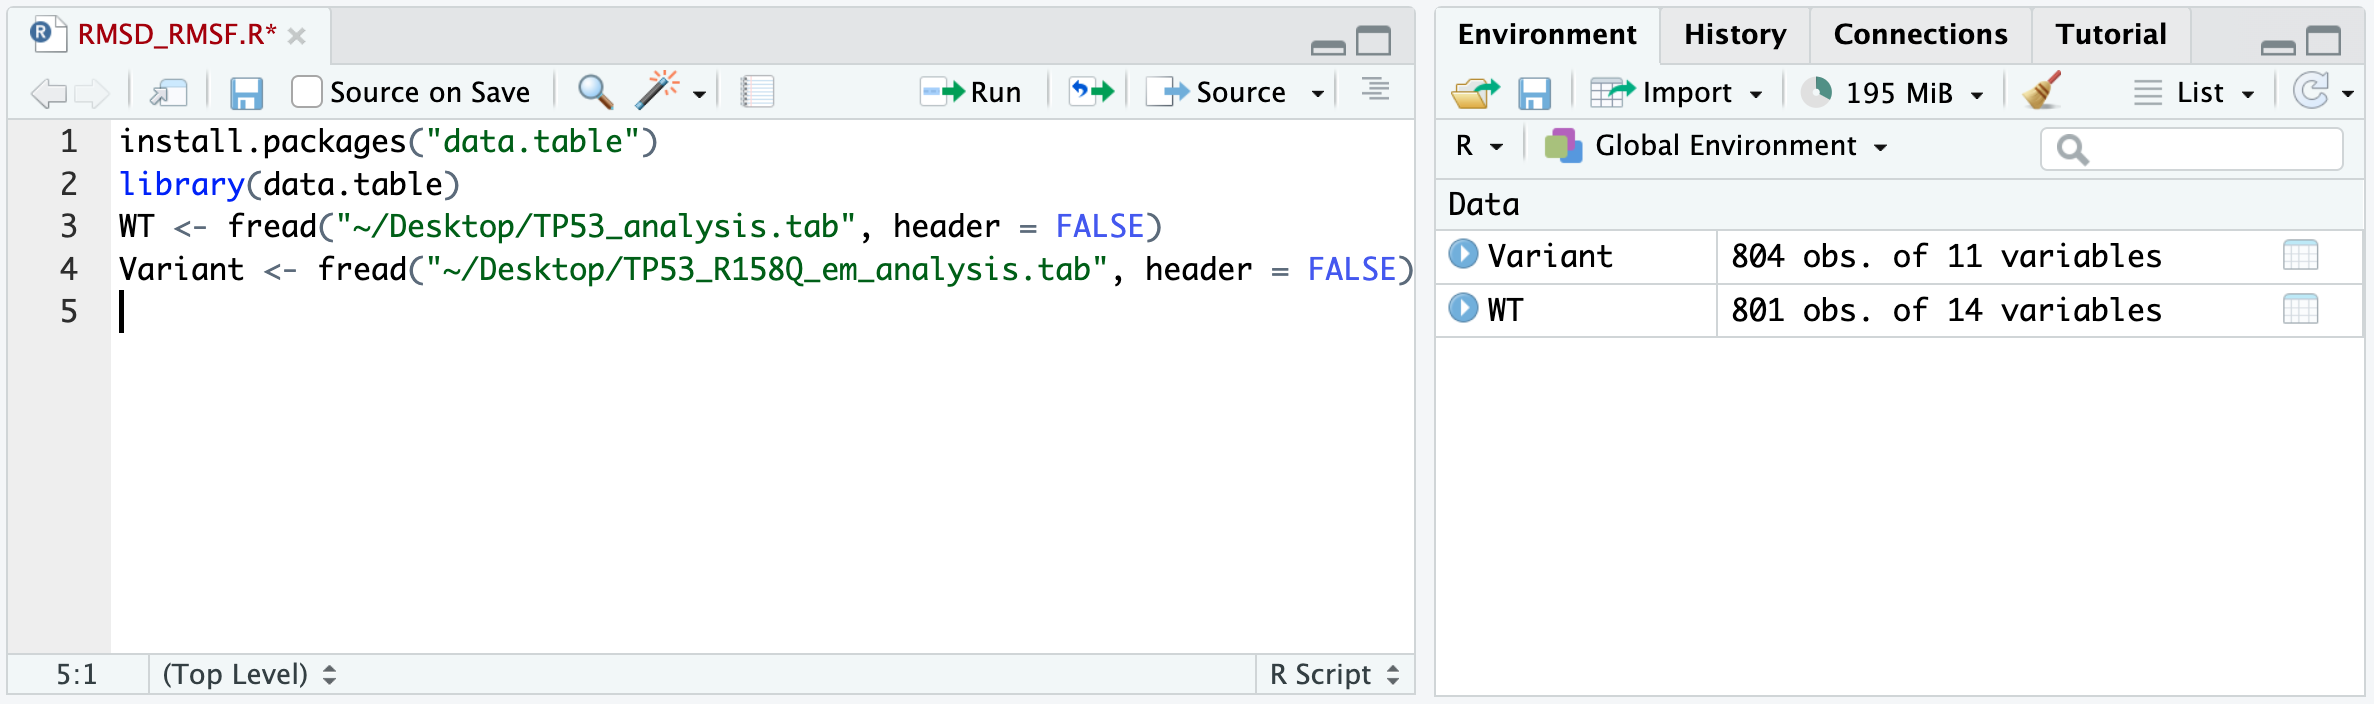 RMSD_RMSF.R*
Source on Save
Run
Source
1 install.packages("data.table")
2 library(data.table)
3 WT <- fread("~/Desktop/TP53_analysis.tab", header = FALSE)
4 Variant <- fread("~/Desktop/TP53_R158Q_em_analysis.tab", header = FALSE)
5
5:1 (Top Level) R Script
Environment History Connections Tutorial
Import 195 MiB List
R Global Environment
Data
Variant 804 obs. of 11 variables
WT 801 obs. of 14 variables